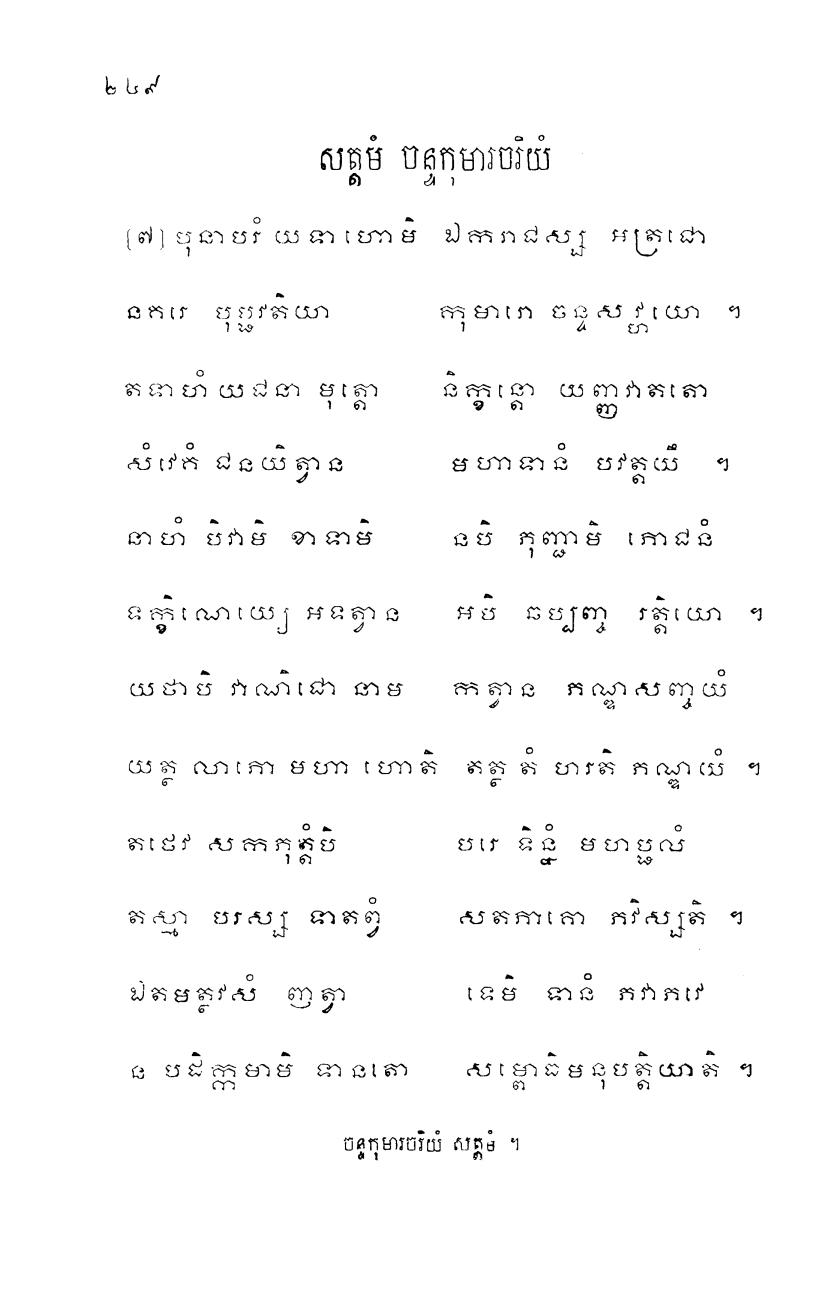 ២៤៩
សត្តមំ ចន្ទកុមារចរិយំ
[៧] បុនាបរំ យទា ហោមិ ឯករាជស្ស អត្រជោ
នគរេ បុប្ផវតិយា កុមារោ ចន្ទសវ្ហយោ ។
តទាហំ យជនា មុត្តោ និក្ខន្តោ យញ្ញវាតតោ
សំវេគំ ជនយិត្វាន មហាទានំ បវត្តយឹ ។
នាហំ បិវាមិ ខាទាមិ នបិ ភុញ្ជាមិ ភោជនំ
ទក្ខិណេយ្យេ អទត្វាន អបិ ឆប្បញ្ច រត្តិយោ ។
យថាបិ វាណិជោ នាម កត្វាន ភណ្ឌសញ្ចយំ
យត្ថ លាភោ មហា ហោតិ តត្ថ តំ ហរតិ ភណ្ឌយំ ។
តថេវ សកភុត្តំបិ បរេ ទិន្នំ មហប្ផលំ
តស្មា បរស្ស ទាតព្វំ សតភាគោ ភវិស្សតិ ។
ឯតមត្ថវសំ ញត្វា ទេមិ ទានំ ភវាភវេ
ន បដិក្កមាមិ ទានតោ សម្ពោធិមនុបត្តិយាតិ ។
ចន្ទកុមារចរិយំ សត្តមំ ។